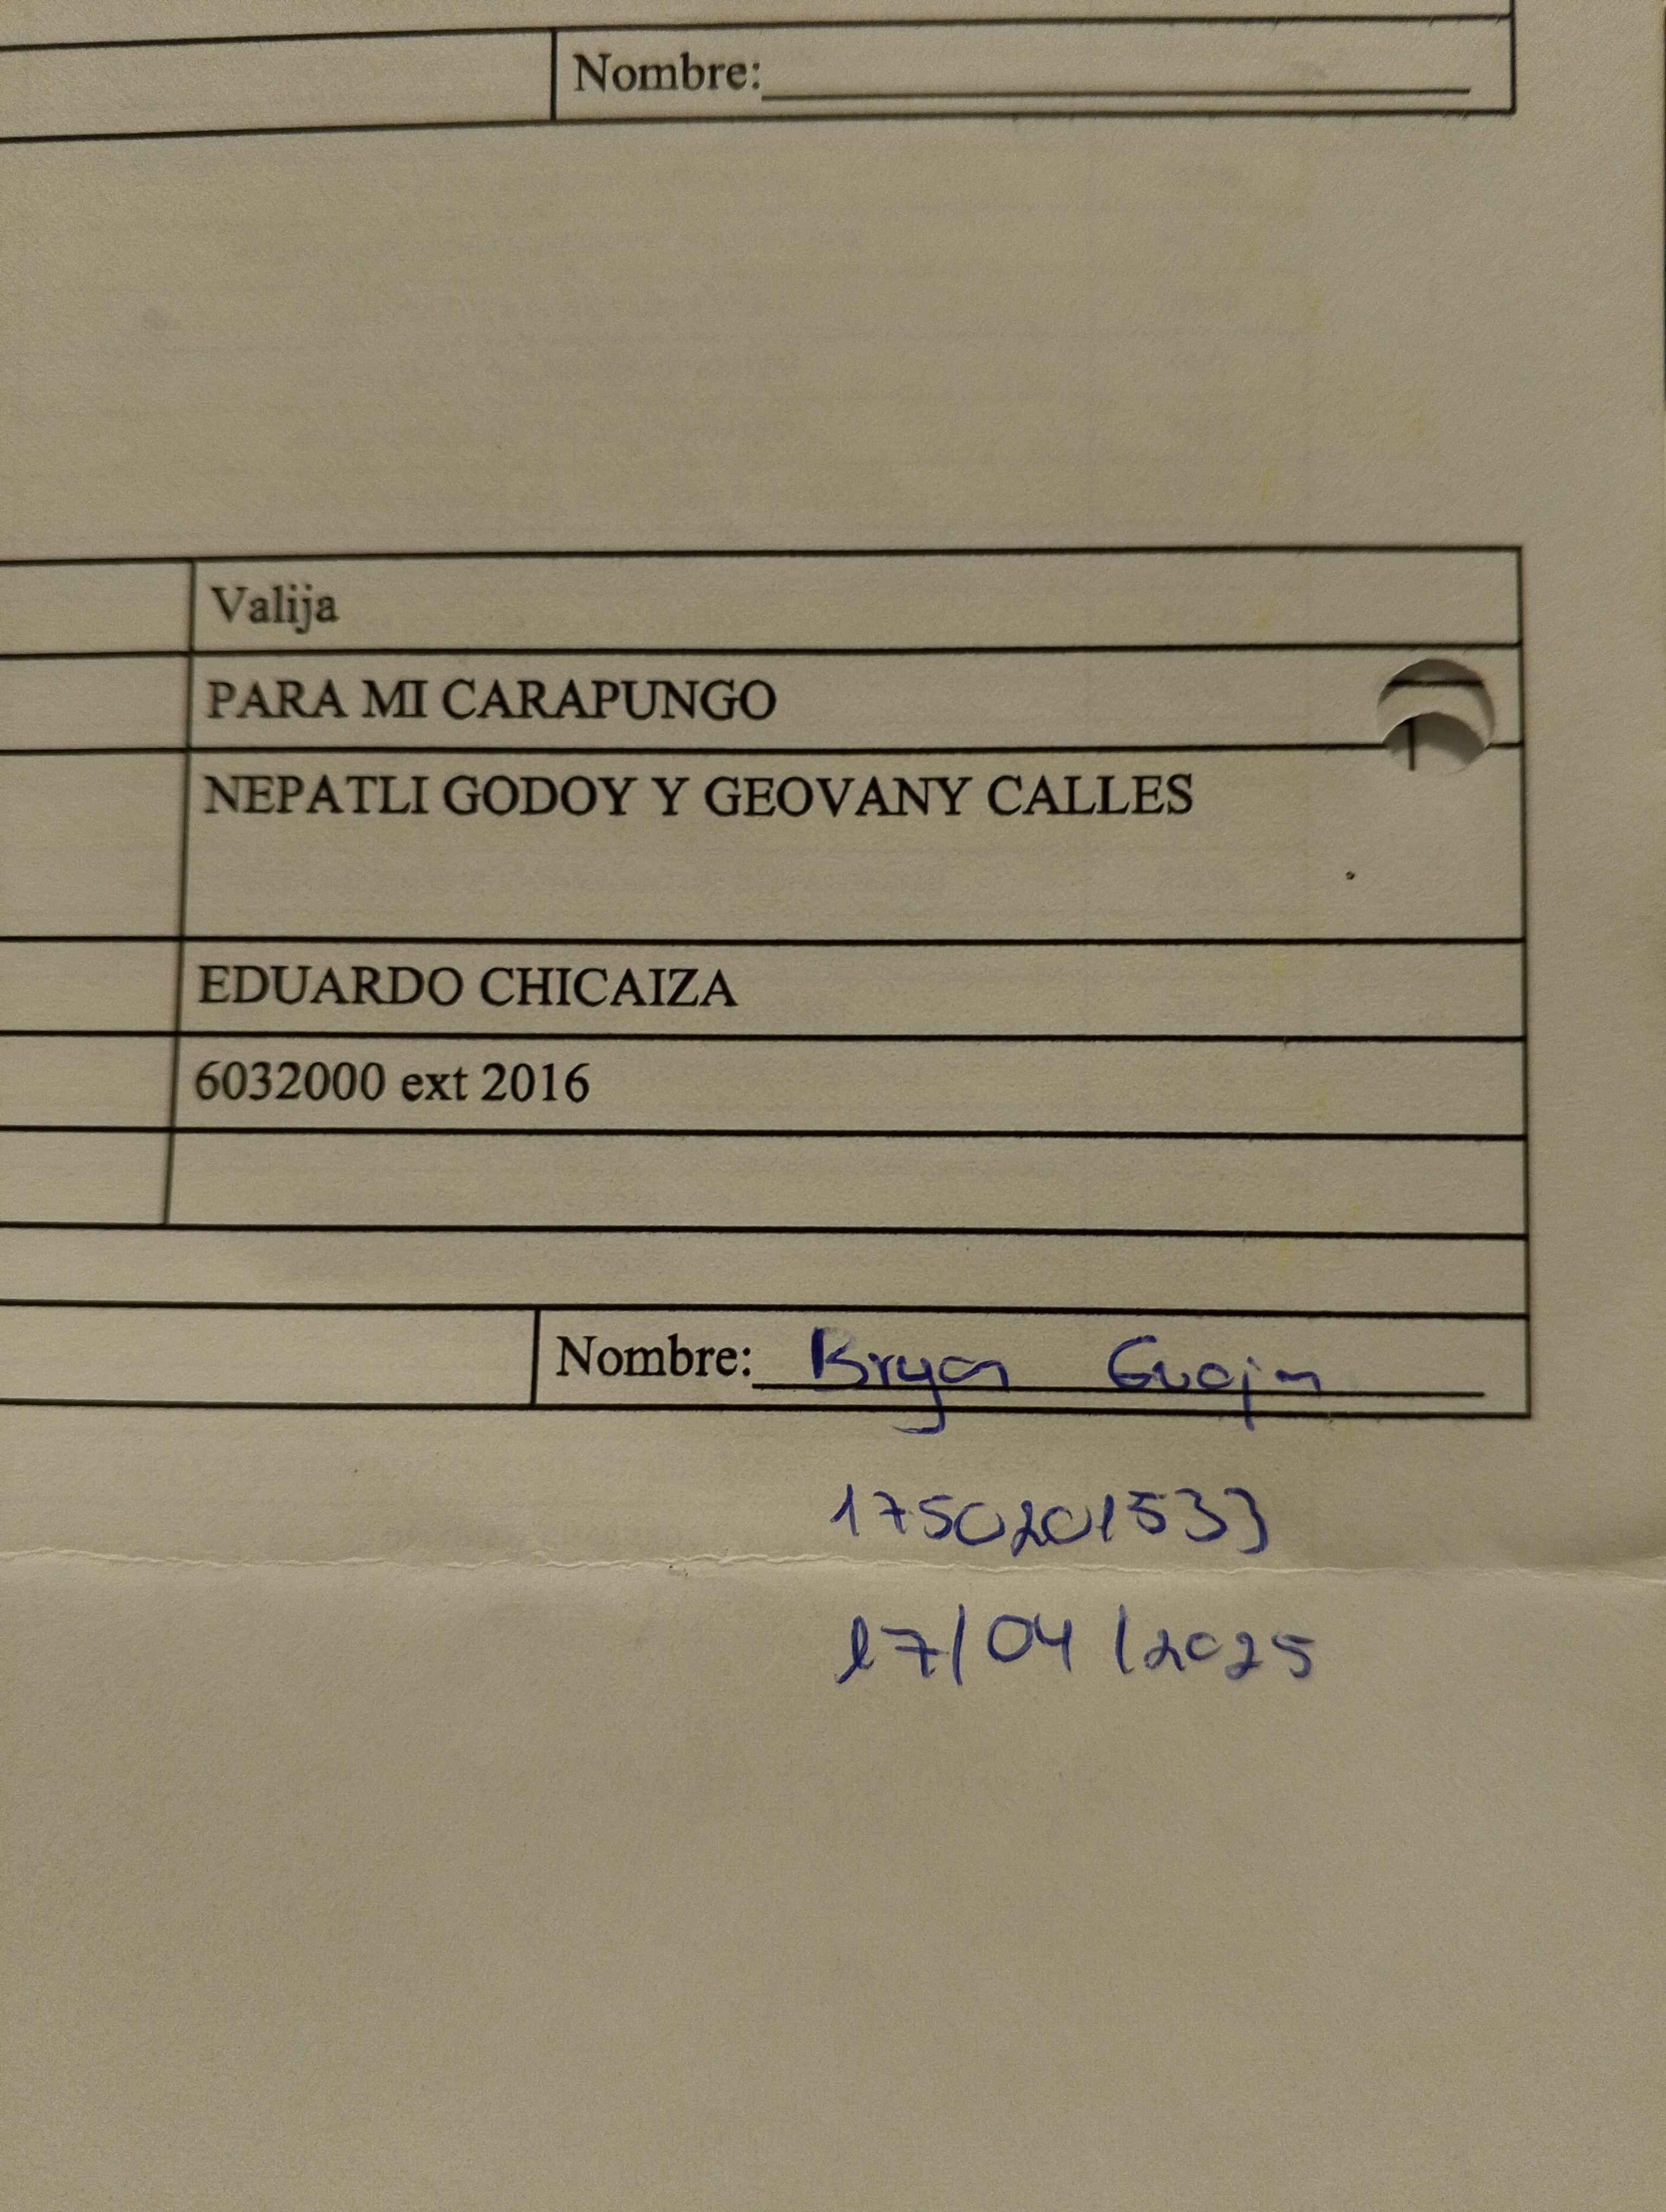 Nombre:
Valija
PARA MI CARAPUNGO
NEPATLI GODOY Y GEOVANY CALLES
EDUARDO CHICAIZA
6032000 ext 2016
Nombre: Bryan
1750201533
17/04/2025